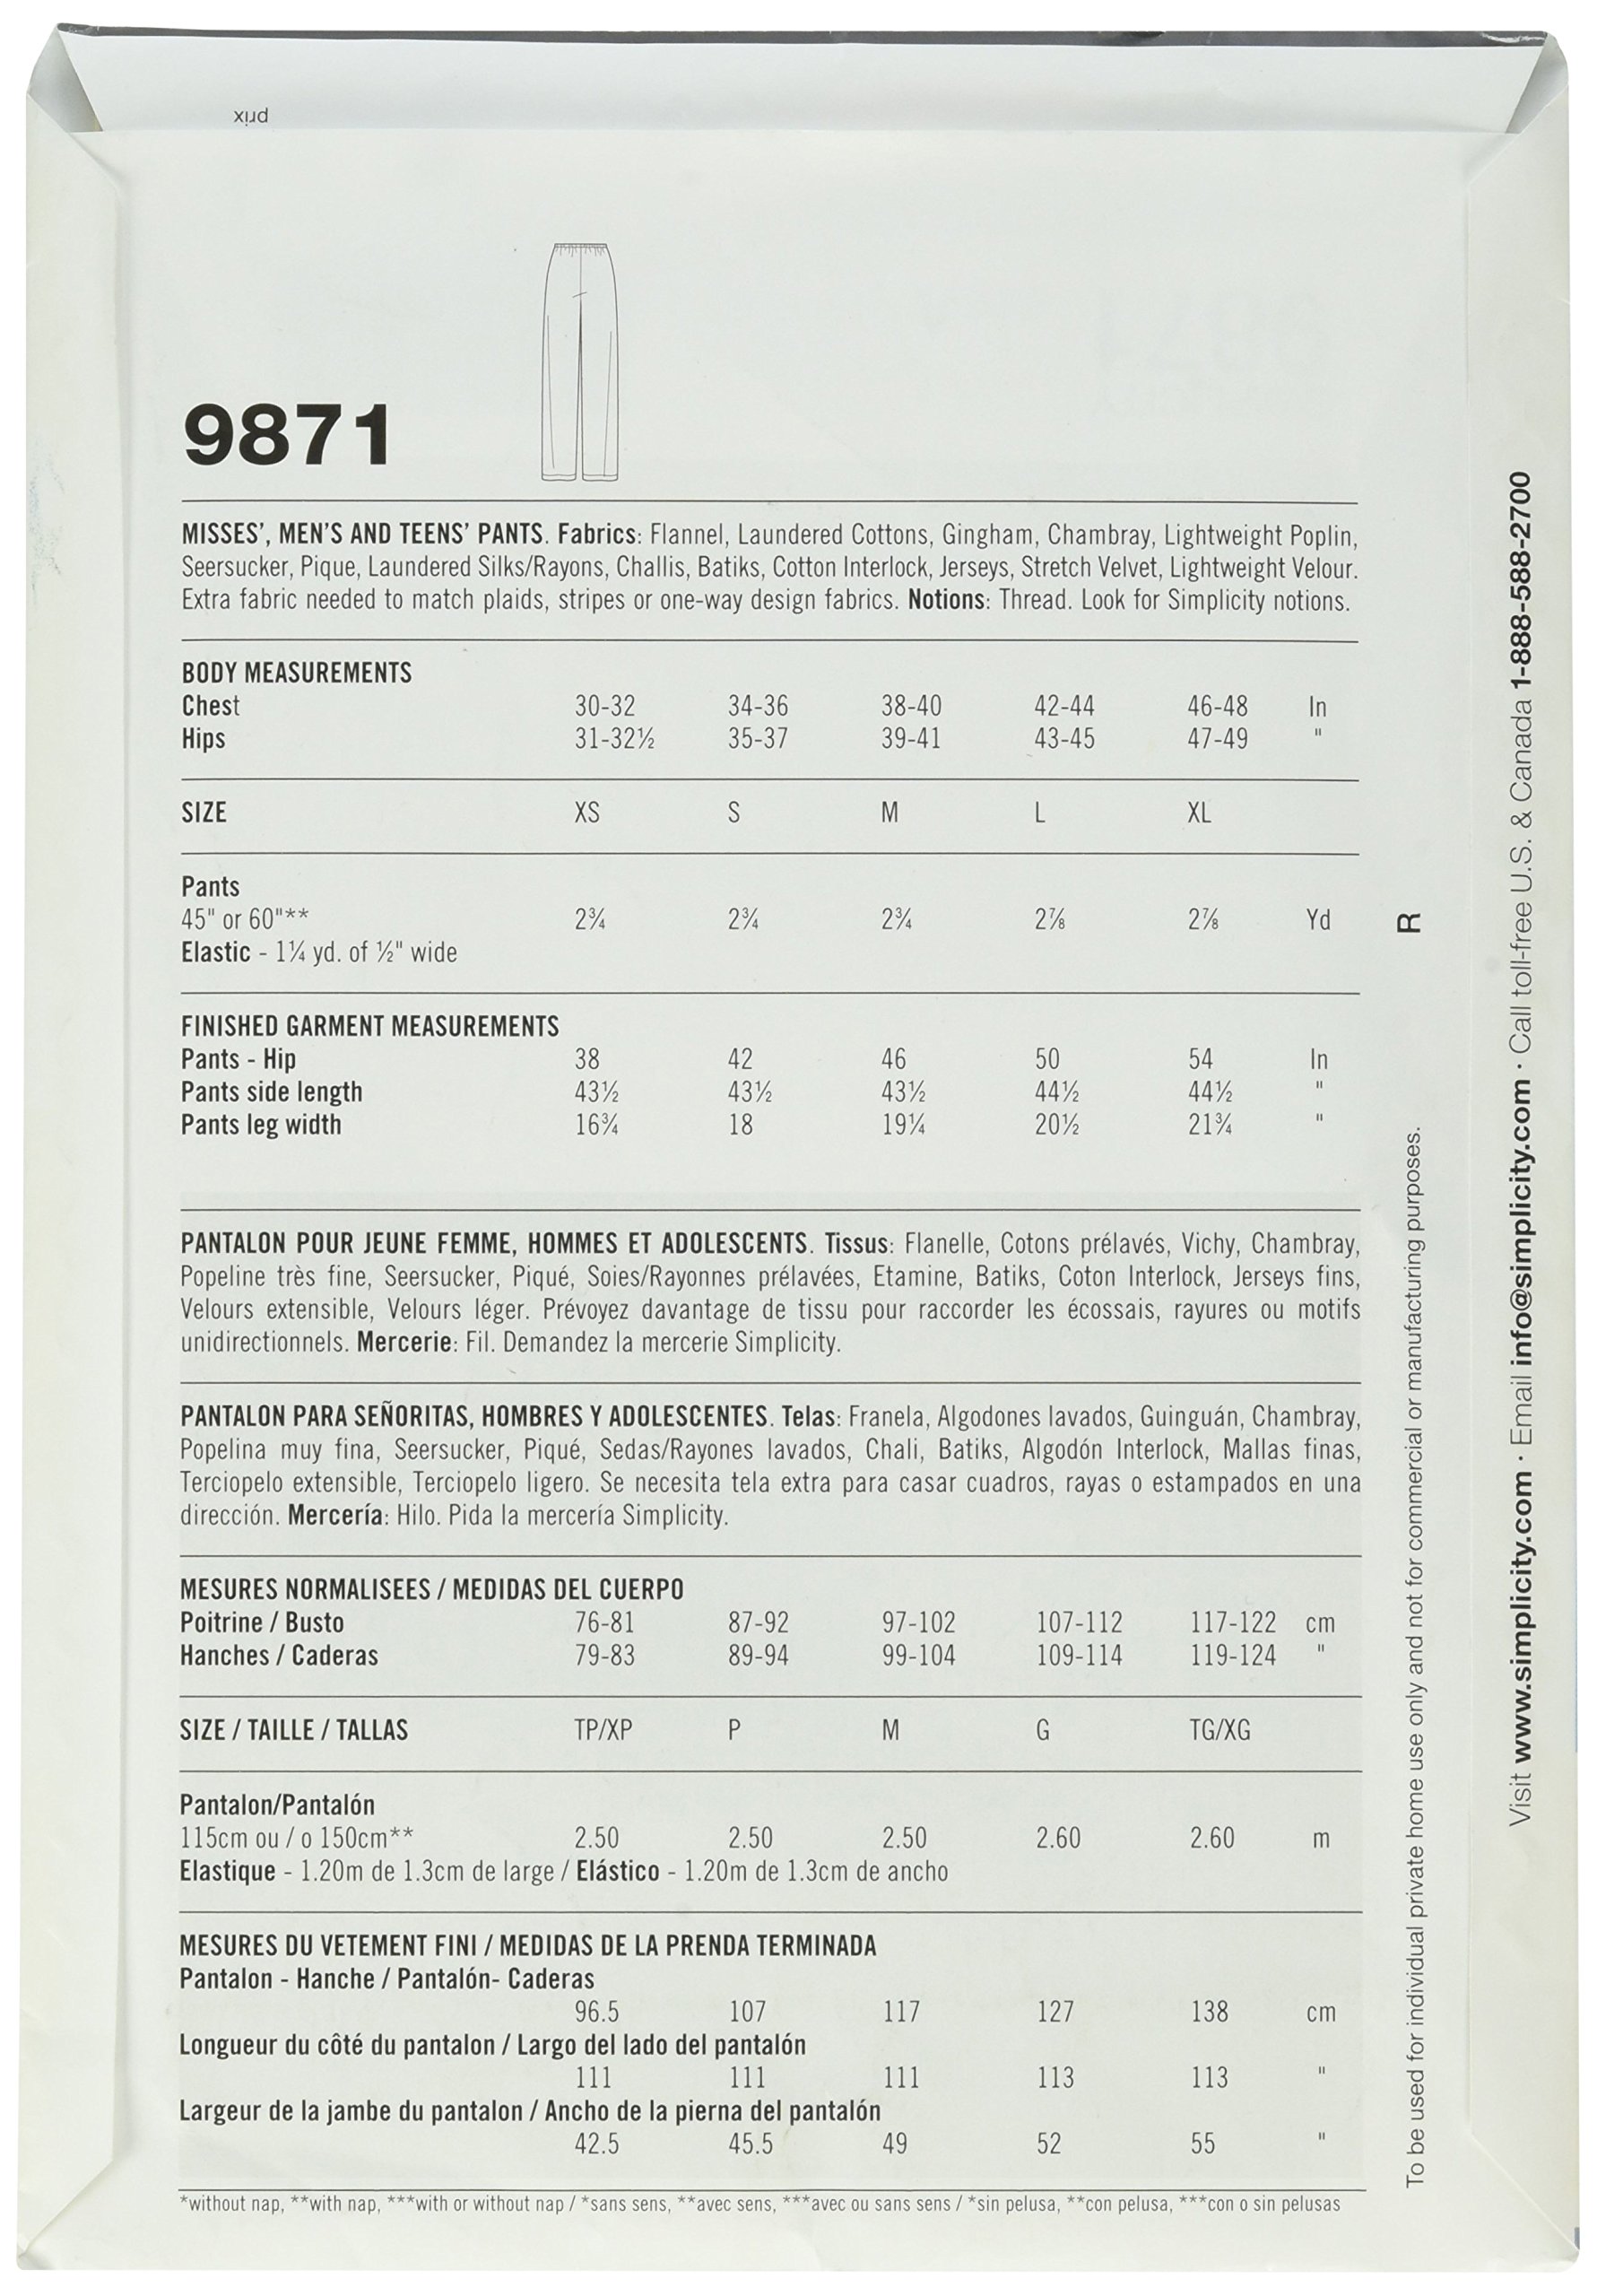 prix
9871
MISSES', MEN'S AND TEENS' PANTS. Fabrics: Flannel, Laundered Cottons, Gingham, Chambray, Lightweight Poplin,
Seersucker, Pique, Laundered Silks/Rayons, Challis, Batiks, Cotton Interlock, Jerseys, Stretch Velvet, Lightweight Velour.
Extra fabric needed to match plaids, stripes or one-way design fabrics. Notions: Thread. Look for Simplicity notions.
BODY MEASUREMENTS
Chest 30-32 34-36 38-40 42-44 46-48 In
Hips 31-32½ 35-37 39-41 43-45 47-49 "
SIZE XS S M L XL
Pants
45" or 60"** 2¾ 2¾ 2¾ 2⅞ 2⅞ Yd
Elastic - 1¼ yd. of ½" wide
FINISHED GARMENT MEASUREMENTS
Pants - Hip 38 42 46 50 54 In
Pants side length 43½ 43½ 43½ 44½ 44½ "
Pants leg width 16¾ 18 19¼ 20½ 21¾ "
PANTALON POUR JEUNE FEMME, HOMMES ET ADOLESCENTS. Tissus: Flanelle, Cotons prélavés, Vichy, Chambray,
Popeline très fine, Seersucker, Piqué, Soies/Rayonnes prélavées, Etamine, Batiks, Coton Interlock, Jerseys fins,
Velours extensible, Velours léger. Prévoyez davantage de tissu pour raccorder les écossais, rayures ou motifs
unidirectionnels. Mercerie: Fil. Demandez la mercerie Simplicity.
PANTALON PARA SEÑORITAS, HOMBRES Y ADOLESCENTES. Telas: Franela, Algodones lavados, Guinguán, Chambray,
Popelina muy fina, Seersucker, Piqué, Sedas/Rayones lavados, Chali, Batiks, Algodón Interlock, Mallas finas,
Terciopelo extensible, Terciopelo ligero. Se necesita tela extra para casar cuadros, rayas o estampados en una
dirección. Mercería: Hilo. Pida la mercería Simplicity.
MESURES NORMALISEES / MEDIDAS DEL CUERPO
Poitrine / Busto 76-81 87-92 97-102 107-112 117-122 cm
Hanches / Caderas 79-83 89-94 99-104 109-114 119-124 "
SIZE / TAILLE / TALLAS TP/XP P M G TG/XG
Pantalon/Pantalón
115cm ou / o 150cm** 2.50 2.50 2.50 2.60 2.60 m
Elastique - 1.20m de 1.3cm de large / Elástico - 1.20m de 1.3cm de ancho
MESURES DU VETEMENT FINI / MEDIDAS DE LA PRENDA TERMINADA
Pantalon - Hanche / Pantalón- Caderas
96.5 107 117 127 138 cm
Longueur du côté du pantalon / Largo del lado del pantalón
111 111 111 113 113 "
Largeur de la jambe du pantalon / Ancho de la pierna del pantalón
42.5 45.5 49 52 55 "
*without nap, **with nap, ***with or without nap / *sans sens, **avec sens, ***avec ou sans sens / *sin pelusa, **con pelusa, ***con o sin pelusas
R
To be used for individual private home use only and not for commercial or manufacturing purposes.
Visit www.simplicity.com · Email info@simplicity.com · Call toll-free U.S. & Canada 1-888-588-2700